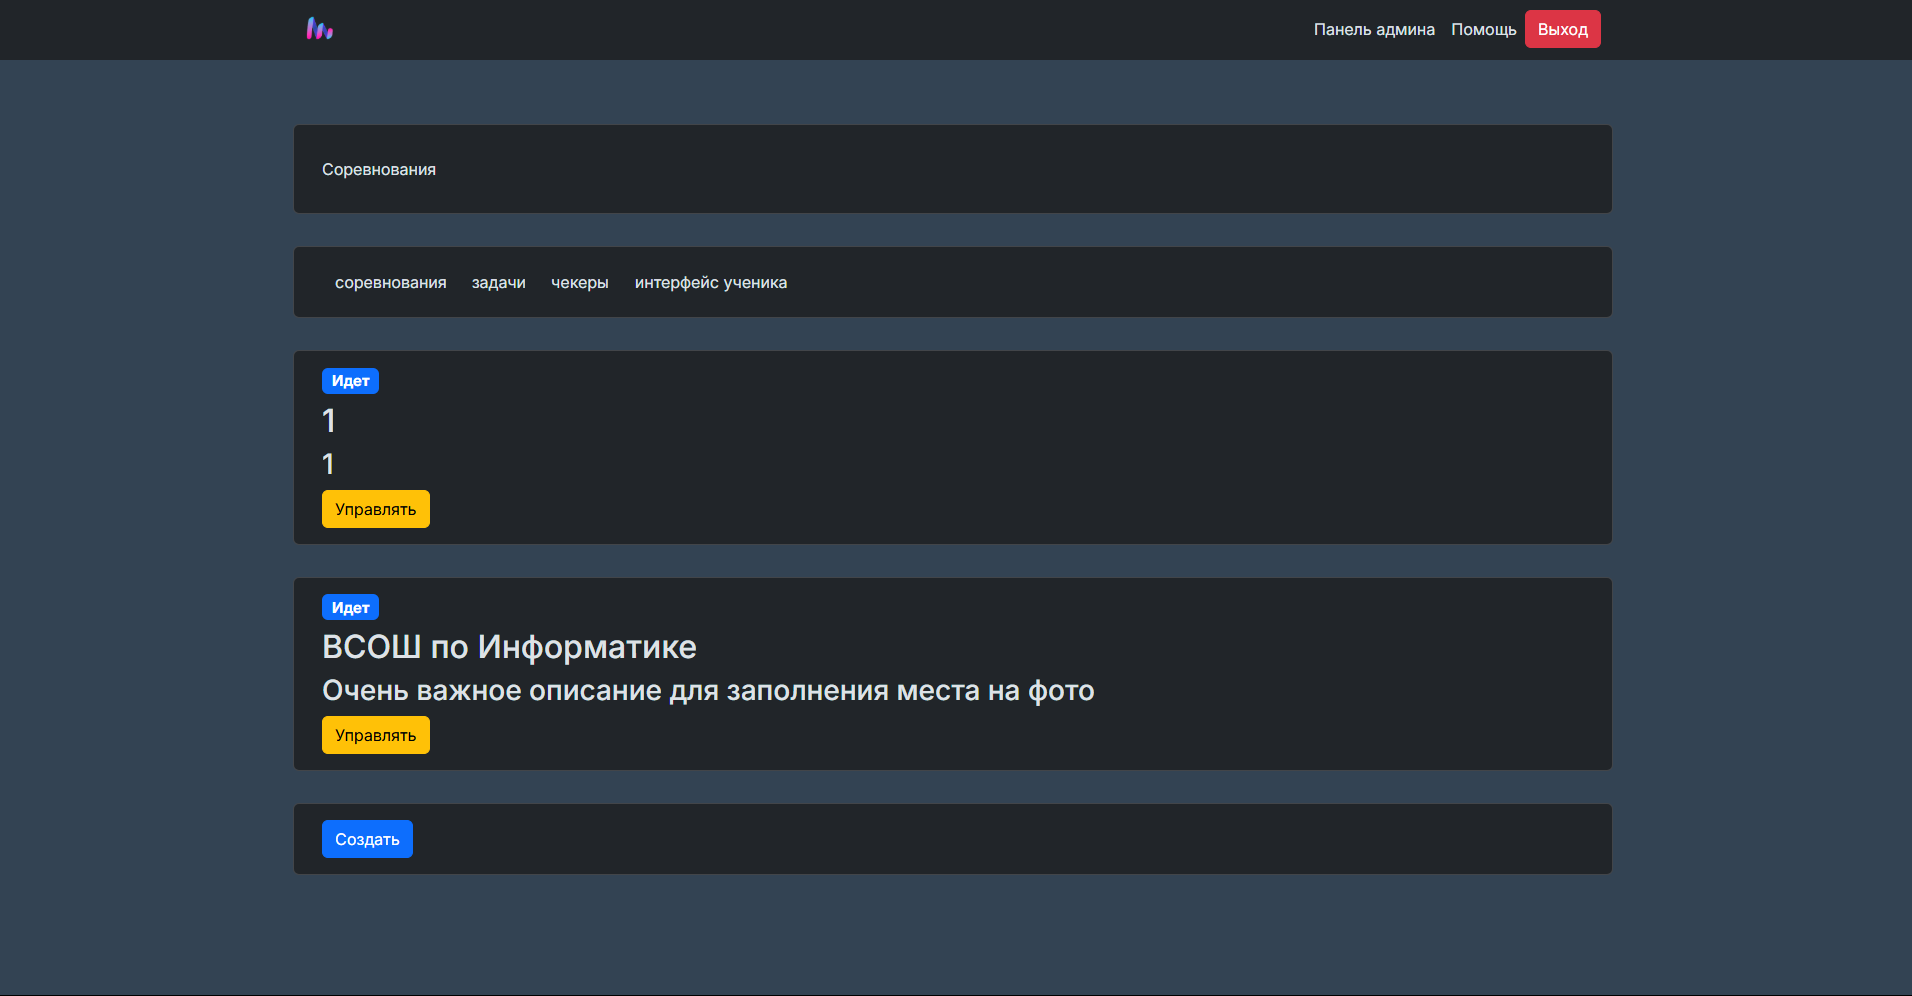 Панель админа Помощь Выход
Соревнования
соревнования задачи чекеры интерфейс ученика
Идет
1
1
Управлять
Идет
ВСОШ по Информатике
Очень важное описание для заполнения места на фото
Управлять
Создать